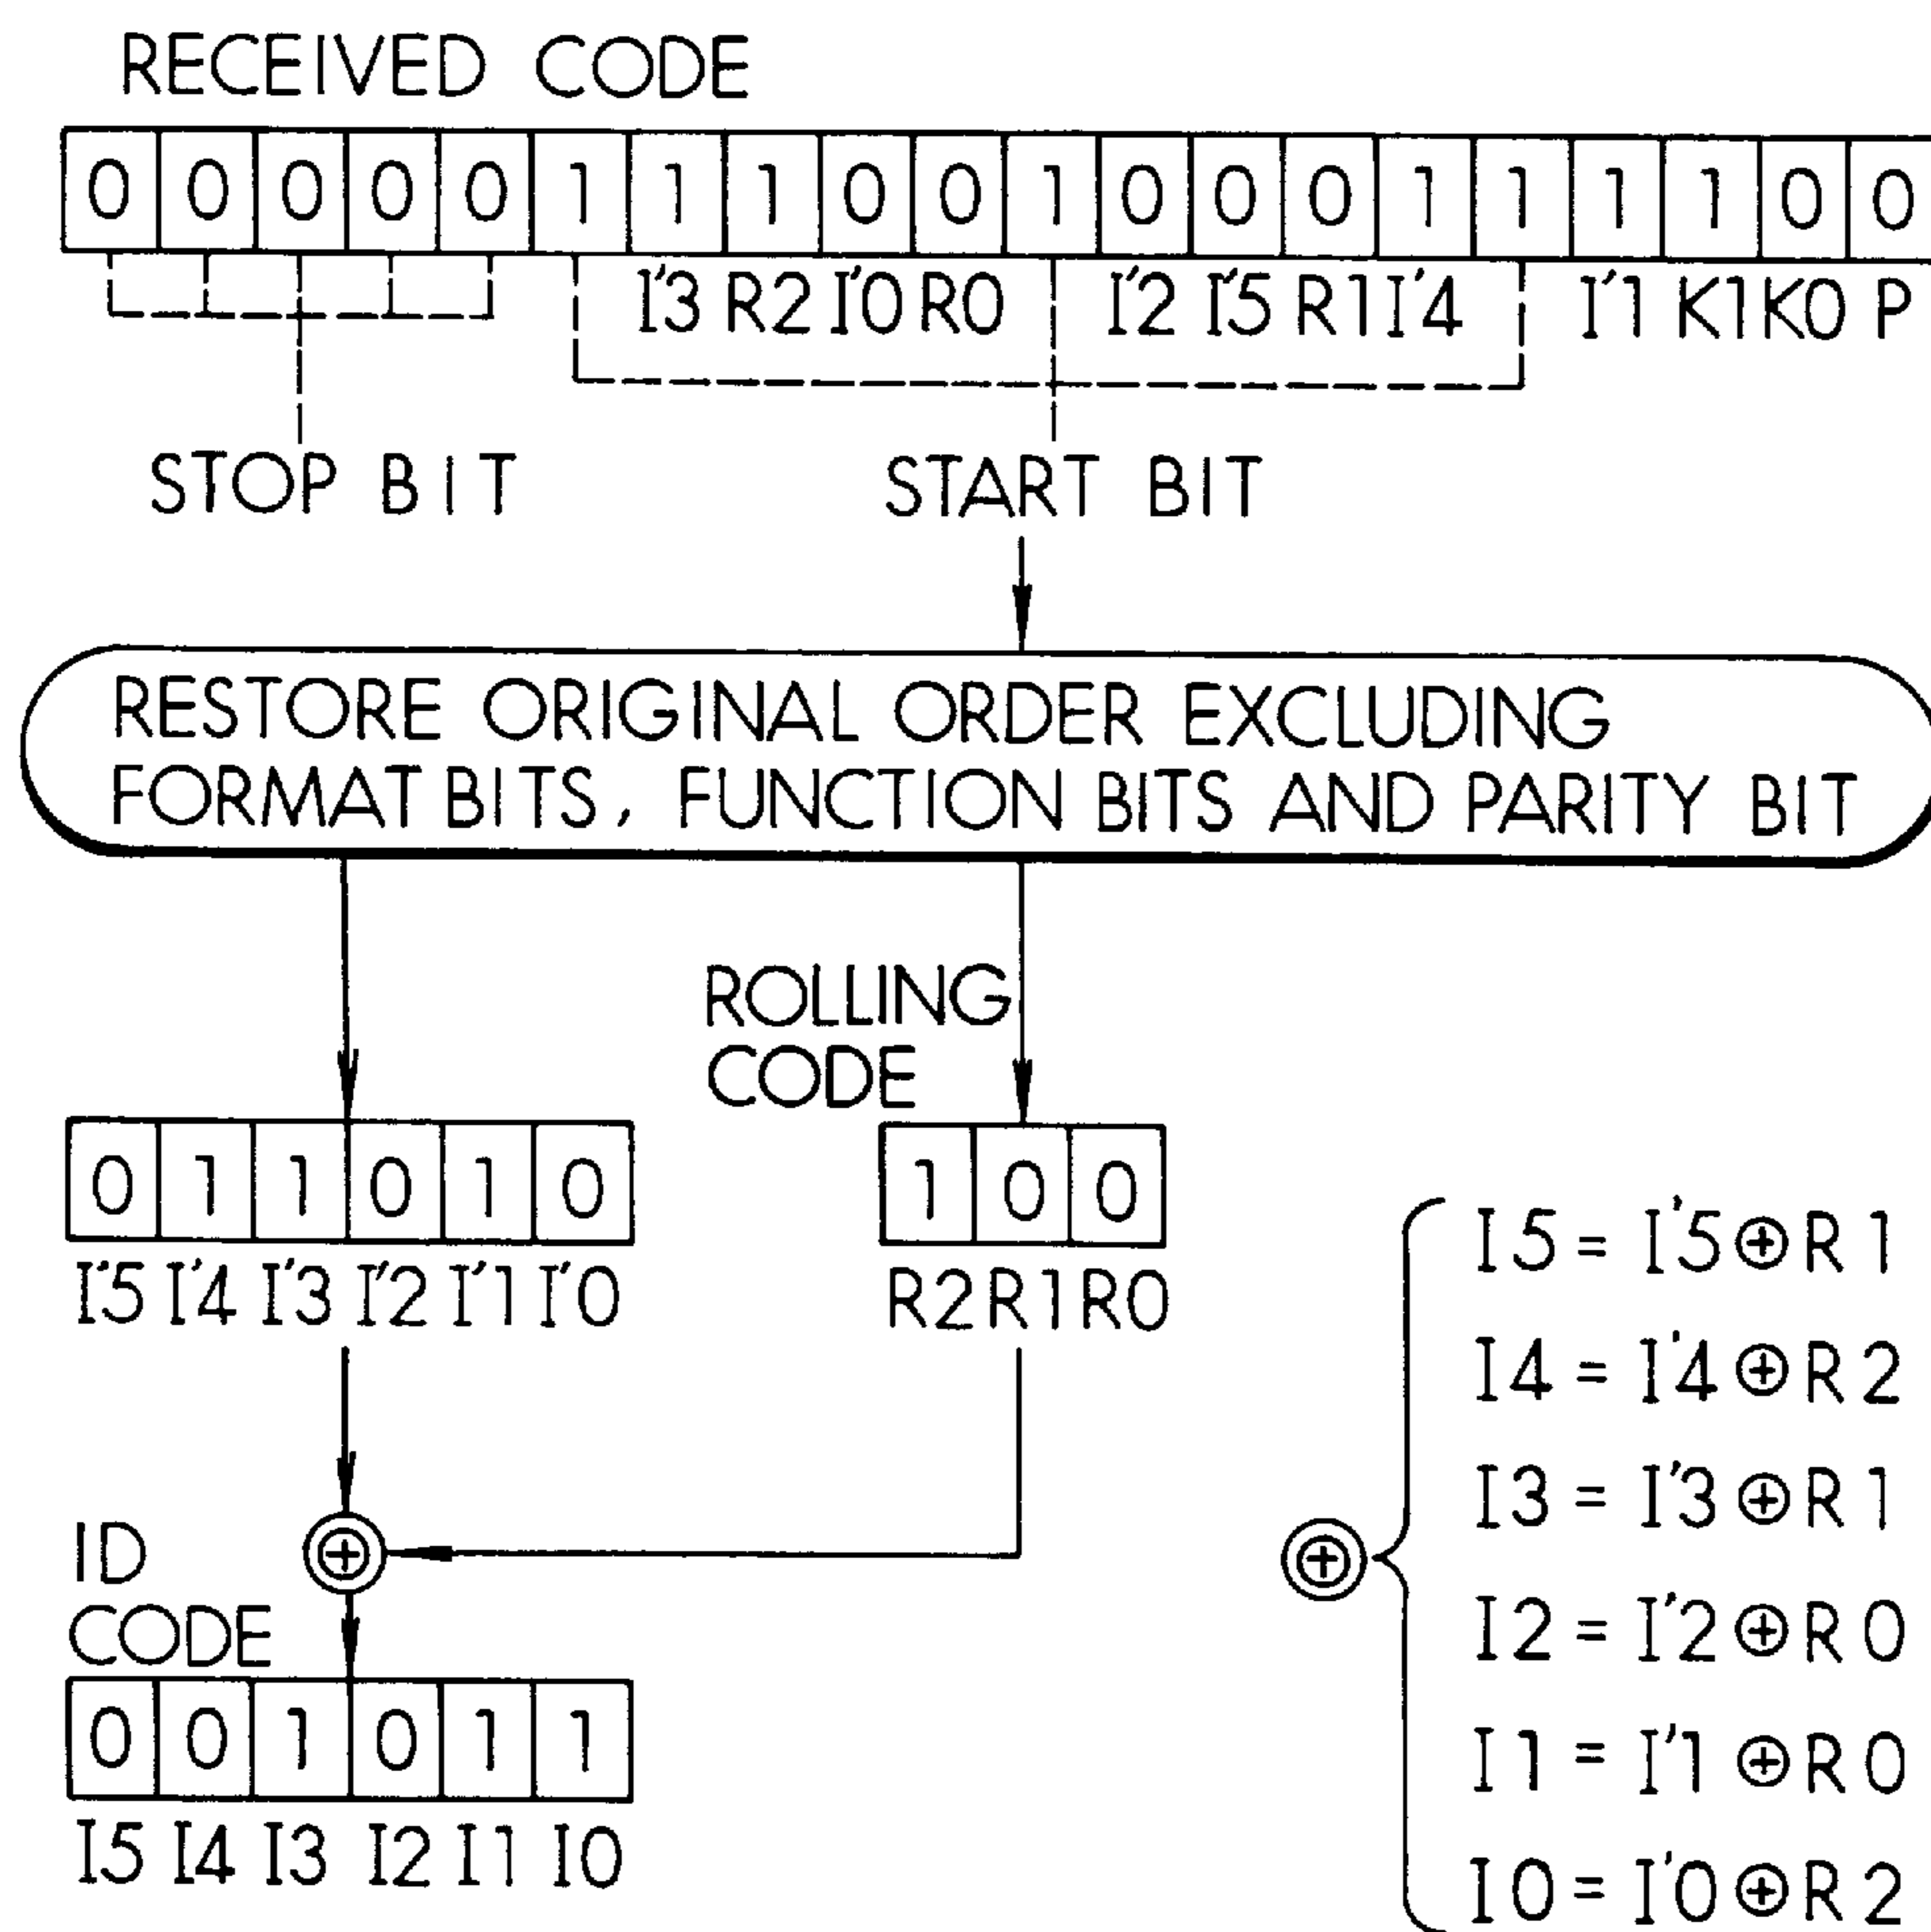 RECEIVED CODE
0 0 0 0 0 1 1 1 0 0 1 0 0 0 1 1 1 1 0 0
I'3 R2 I'0 R0 I'2 I'5 R1 I'4 I'1 K1 K0 P
STOP BIT START BIT
RESTORE ORIGINAL ORDER EXCLUDING
FORMAT BITS, FUNCTION BITS AND PARITY BIT
ROLLING
CODE
0 1 1 0 1 0
I'5 I'4 I'3 I'2 I'1 I'0
1 0 0
R2 R1 R0
ID
CODE
0 0 1 0 1 1
I5 I4 I3 I2 I1 I0
⊕
⊕
I5 = I'5 ⊕ R1
I4 = I'4 ⊕ R2
I3 = I'3 ⊕ R1
I2 = I'2 ⊕ R0
I1 = I'1 ⊕ R0
I0 = I'0 ⊕ R2